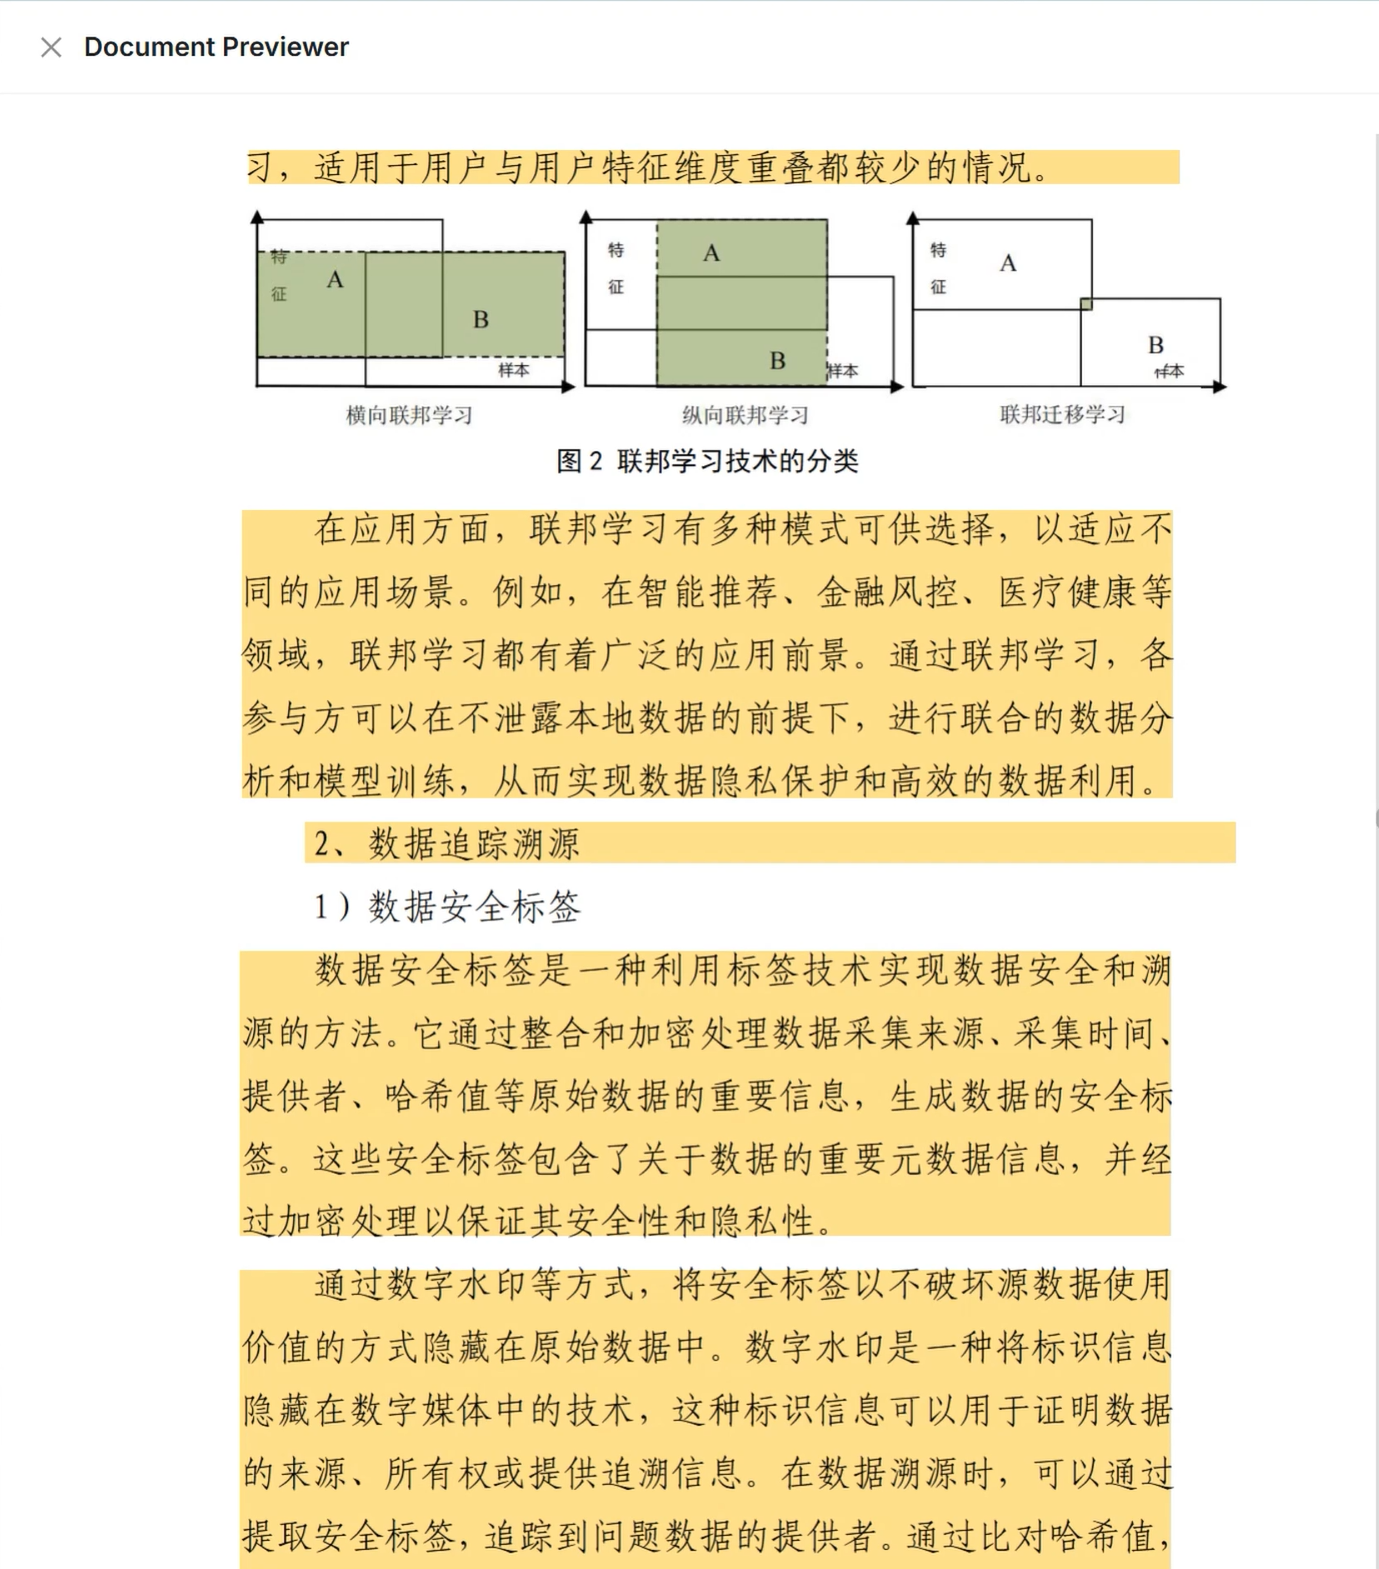 Document Previewer
习，适用于用户与用户特征维度重叠都较少的情况。
特
征
A
B
样本
横向联邦学习
特
征
A
B
样本
纵向联邦学习
特
征
A
B
样本
联邦迁移学习
图 2 联邦学习技术的分类
在应用方面，联邦学习有多种模式可供选择，以适应不
同的应用场景。例如，在智能推荐、金融风控、医疗健康等
领域，联邦学习都有着广泛的应用前景。通过联邦学习，各
参与方可以在不泄露本地数据的前提下，进行联合的数据分
析和模型训练，从而实现数据隐私保护和高效的数据利用。
2、数据追踪溯源
1）数据安全标签
数据安全标签是一种利用标签技术实现数据安全和溯
源的方法。它通过整合和加密处理数据采集来源、采集时间、
提供者、哈希值等原始数据的重要信息，生成数据的安全标
签。这些安全标签包含了关于数据的重要元数据信息，并经
过加密处理以保证其安全性和隐私性。
通过数字水印等方式，将安全标签以不破坏源数据使用
价值的方式隐藏在原始数据中。数字水印是一种将标识信息
隐藏在数字媒体中的技术，这种标识信息可以用于证明数据
的来源、所有权或提供追溯信息。在数据溯源时，可以通过
提取安全标签，追踪到问题数据的提供者。通过比对哈希值，